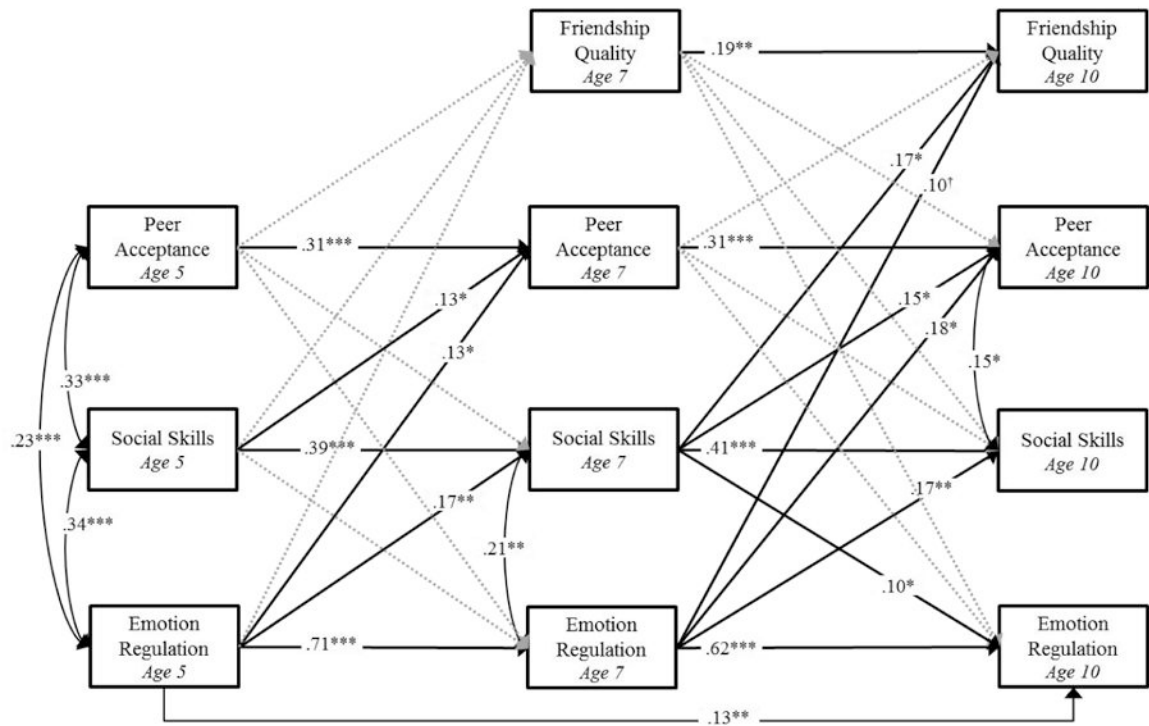 Friendship
Quality
Age 7
Friendship
Quality
Age 10
.19**
.17*
.10†
Peer
Acceptance
Age 5
Peer
Acceptance
Age 7
Peer
Acceptance
Age 10
.31***
.31***
.13*
.15*
.18*
.13*
.15*
.33***
.23***
Social Skills
Age 5
Social Skills
Age 7
Social Skills
Age 10
.39***
.41***
.17**
.17**
.34***
.21**
.10*
Emotion
Regulation
Age 5
Emotion
Regulation
Age 7
Emotion
Regulation
Age 10
.71***
.62***
.13**